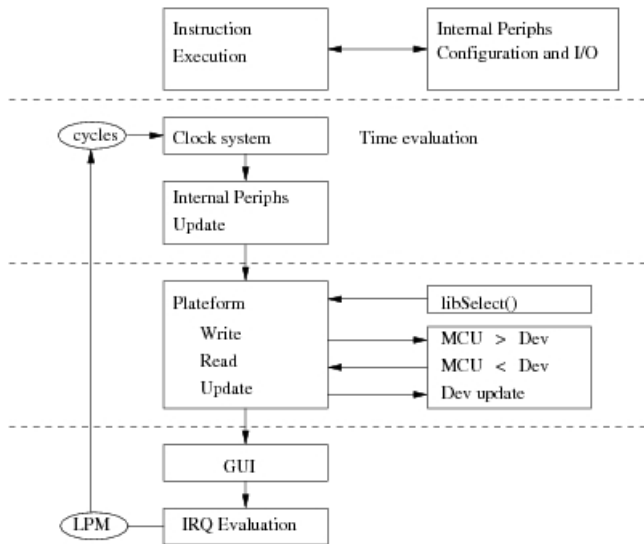 Instruction
Execution
Internal Periphs
Configuration and I/O
cycles
Clock system
Time evaluation
Internal Periphs
Update
Plateform
Write
Read
Update
libSelect()
MCU > Dev
MCU < Dev
Dev update
GUI
LPM
IRQ Evaluation